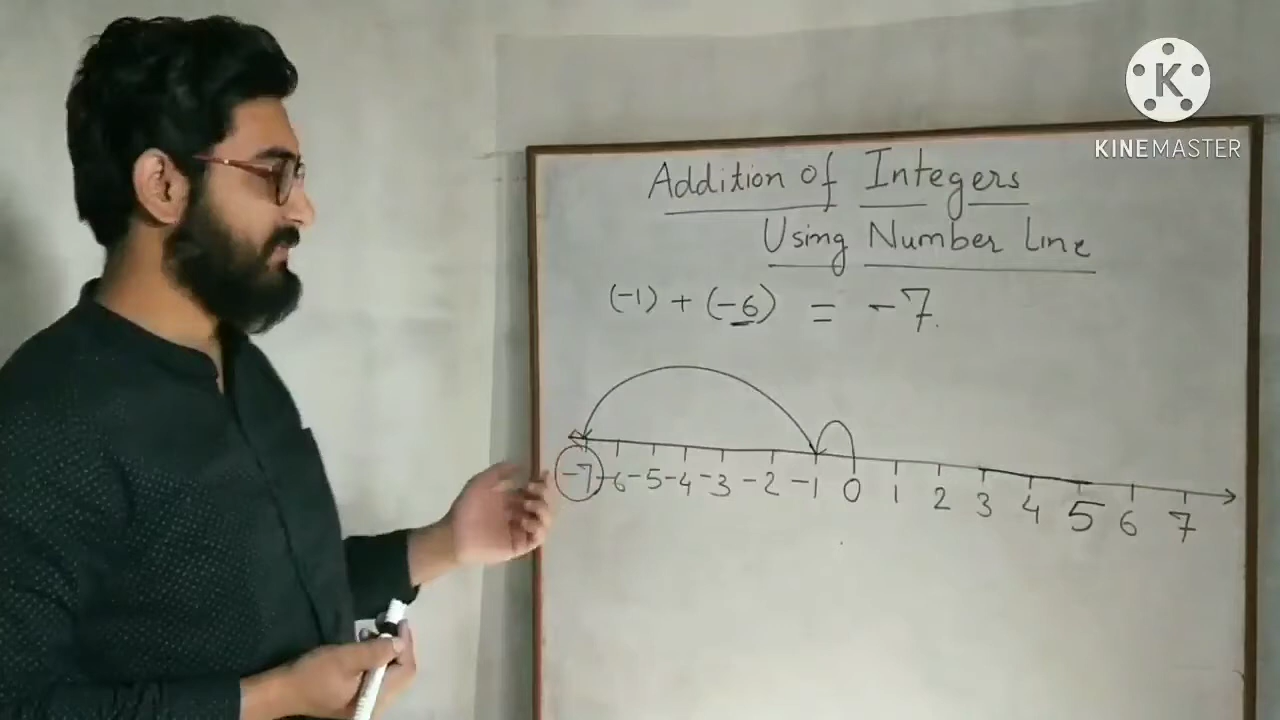 K
KINEMASTER
Addition of Integers
Using Number Line
(-1) + (-6) = -7.
-7 -6 -5 -4 -3 -2 -1 0 1 2 3 4 5 6 7